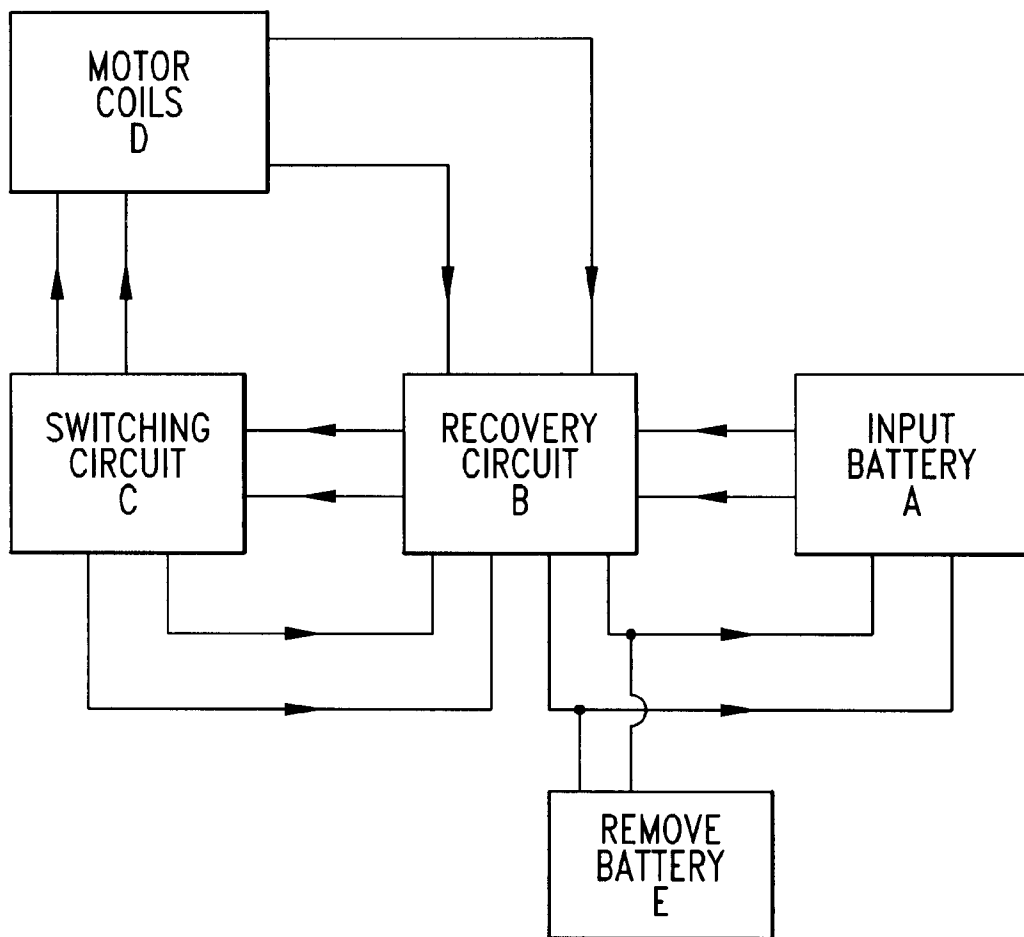 MOTOR
COILS
D
SWITCHING
CIRCUIT
C
RECOVERY
CIRCUIT
B
INPUT
BATTERY
A
REMOVE
BATTERY
E